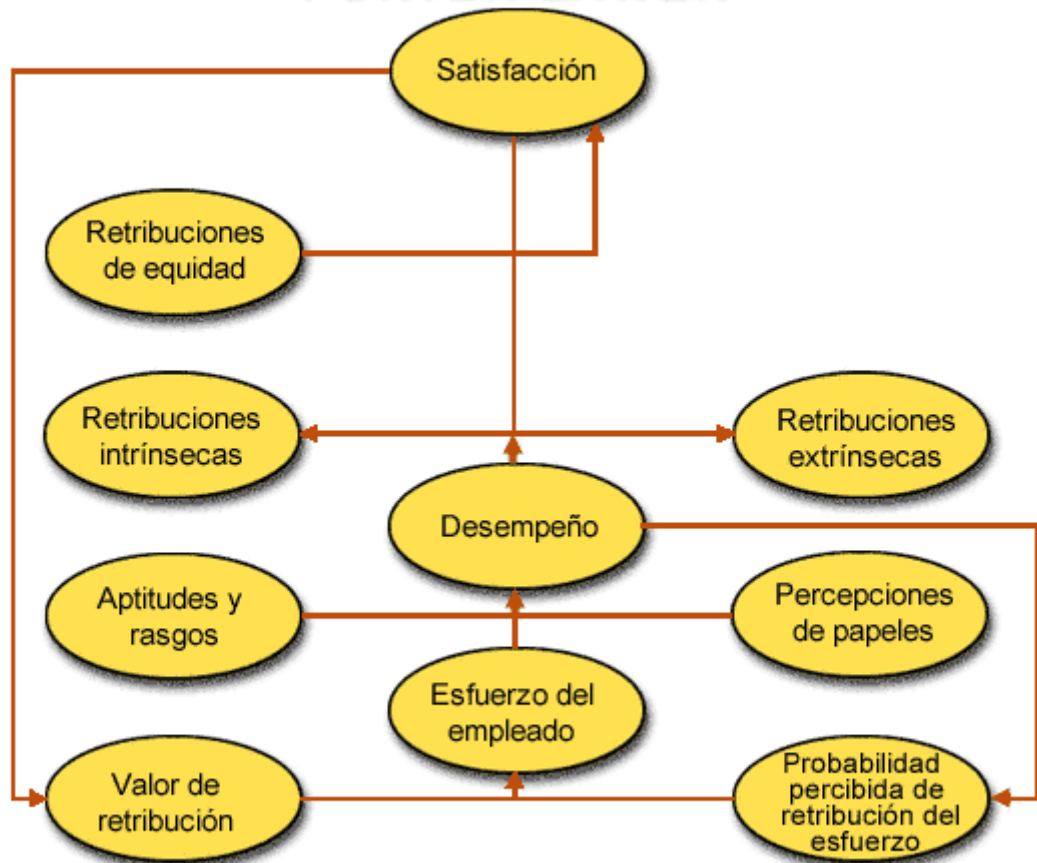 Satisfacción
Retribuciones
de equidad
Retribuciones
intrínsecas
Retribuciones
extrínsecas
Desempeño
Aptitudes y
rasgos
Percepciones
de papeles
Esfuerzo del
empleado
Valor de
retribución
Probabilidad
percibida de
retribución del
esfuerzo